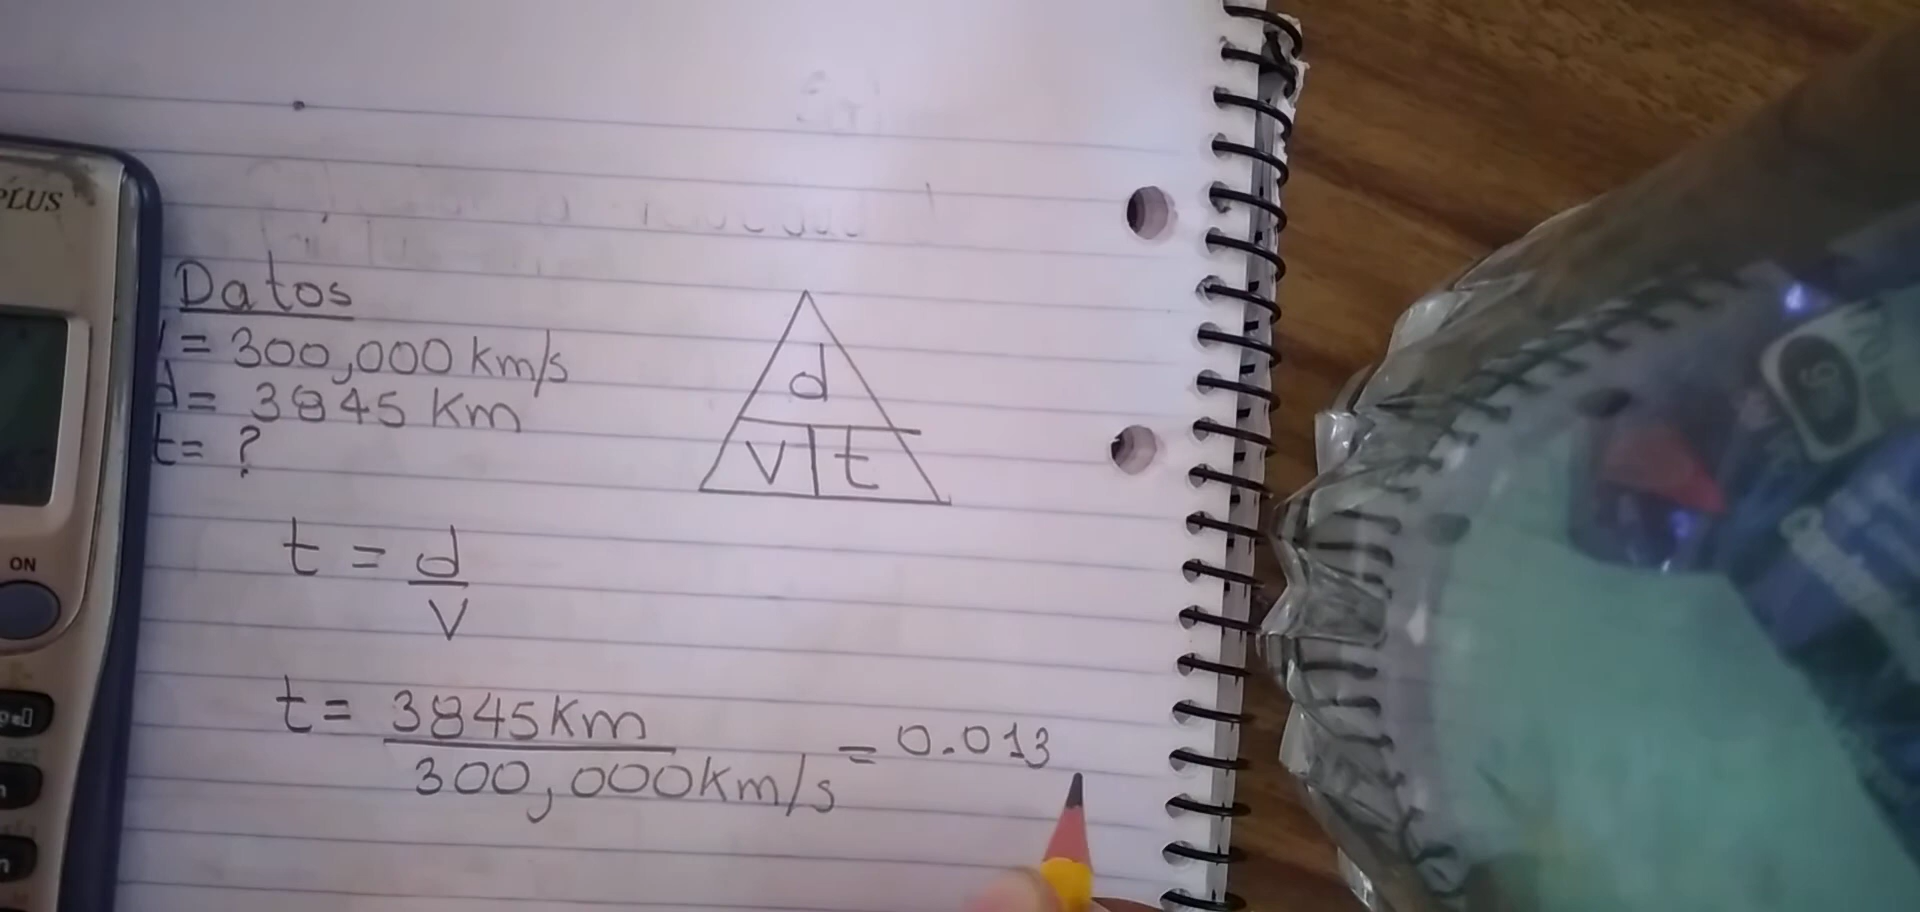 PLUS
Datos
= 300,000 km/s
d = 3845 Km
t = ?
d
v t
ON
t = d
v
t = 3845 Km = 0.013
300,000 km/s